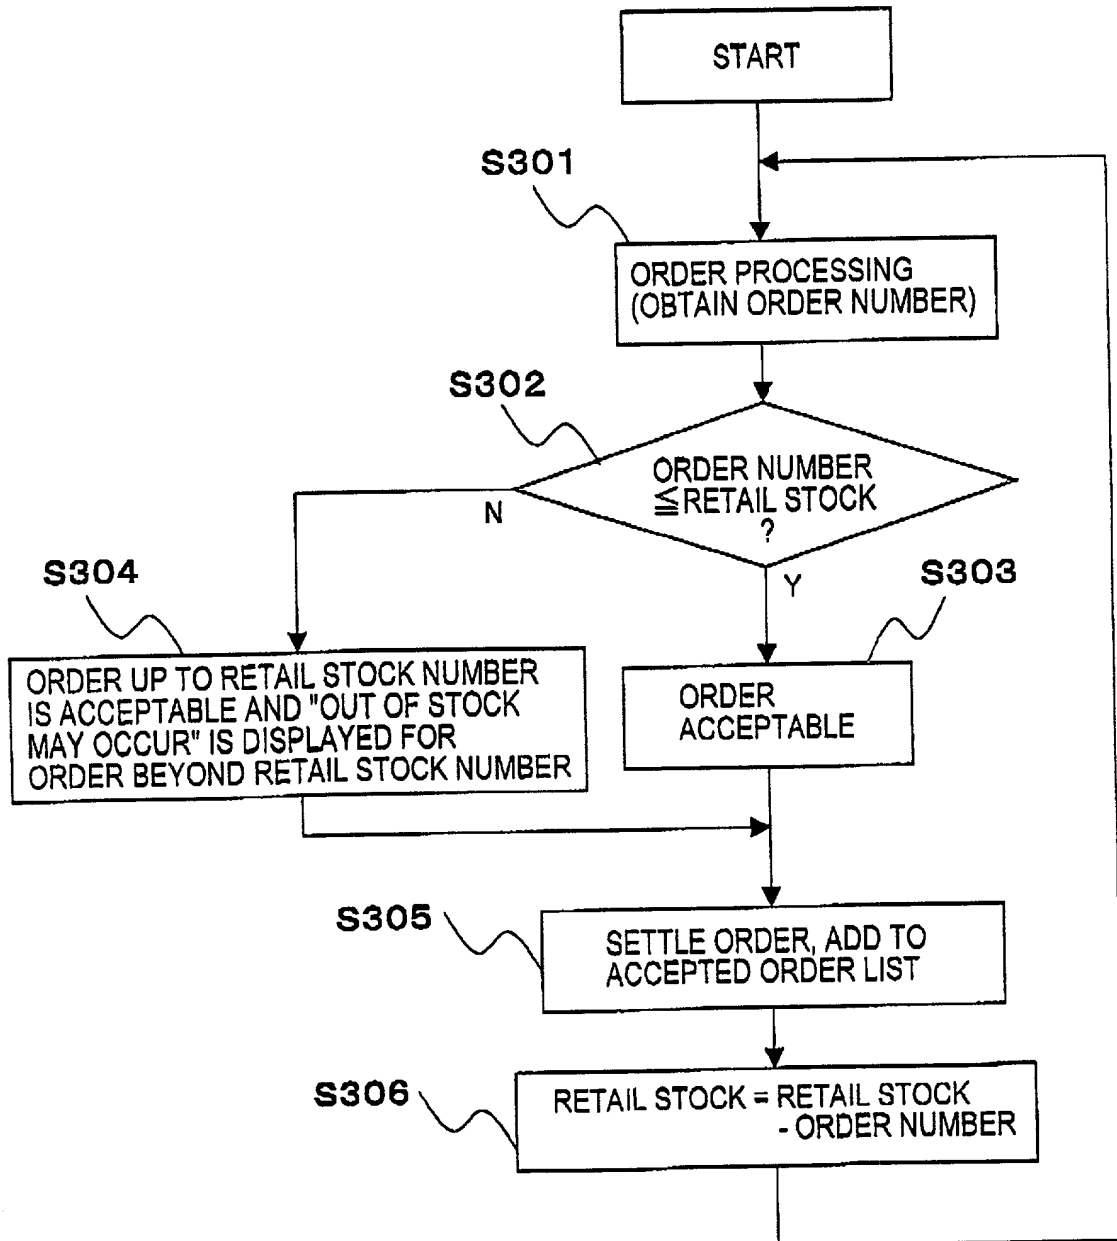 START
S301
ORDER PROCESSING
(OBTAIN ORDER NUMBER)
S302
ORDER NUMBER
≦RETAIL STOCK
?
N
Y
S304
S303
ORDER UP TO RETAIL STOCK NUMBER
IS ACCEPTABLE AND "OUT OF STOCK
MAY OCCUR" IS DISPLAYED FOR
ORDER BEYOND RETAIL STOCK NUMBER
ORDER
ACCEPTABLE
S305
SETTLE ORDER, ADD TO
ACCEPTED ORDER LIST
S306
RETAIL STOCK = RETAIL STOCK
- ORDER NUMBER